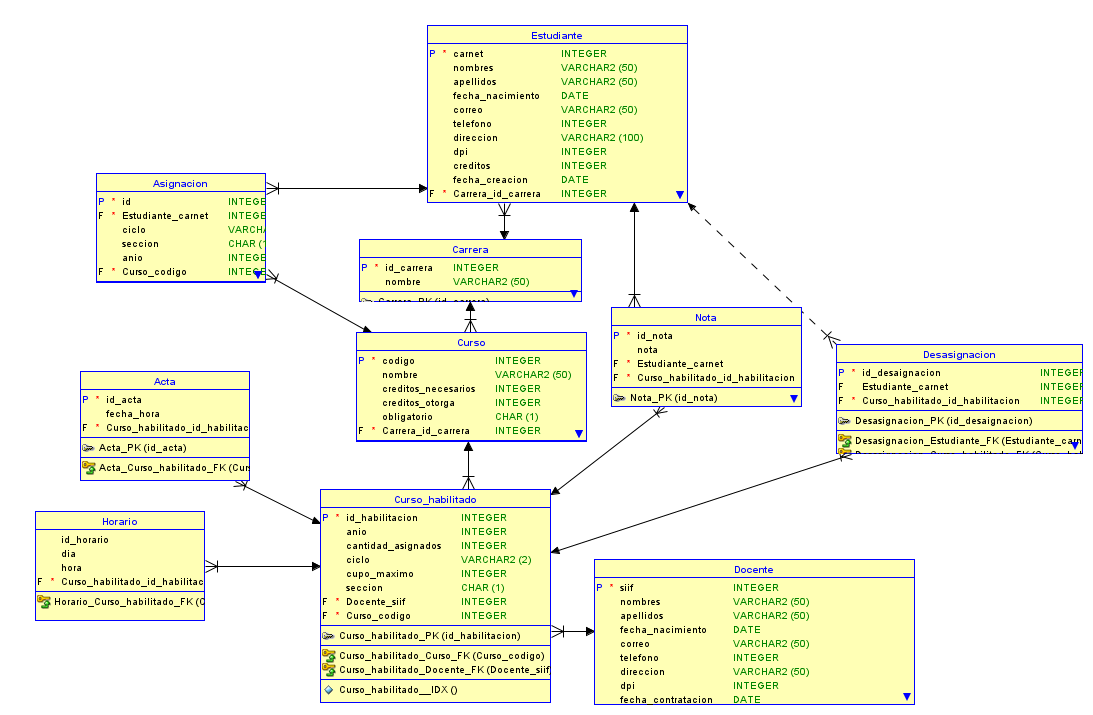 Estudiante
P * carnet INTEGER
nombres VARCHAR2 (50)
apellidos VARCHAR2 (50)
fecha_nacimiento DATE
correo VARCHAR2 (50)
telefono INTEGER
direccion VARCHAR2 (100)
dpi INTEGER
creditos INTEGER
fecha_creacion DATE
F * Carrera_id_carrera INTEGER
Asignacion
P * id INTEGE
F * Estudiante_carnet INTEGE
ciclo VARCHA
seccion CHAR (1
anio INTEGE
F * Curso_codigo INTEGE
Carrera
P * id_carrera INTEGER
nombre VARCHAR2 (50)
Carrera_PK (id_carrera)
Nota
P * id_nota
nota
F * Estudiante_carnet
F * Curso_habilitado_id_habilitacion
Nota_PK (id_nota)
Curso
P * codigo INTEGER
nombre VARCHAR2 (50)
creditos_necesarios INTEGER
creditos_otorga INTEGER
obligatorio CHAR (1)
F * Carrera_id_carrera INTEGER
Desasignacion
P * id_desaignacion INTEGER
F Estudiante_carnet INTEGER
F * Curso_habilitado_id_habilitacion INTEGER
Desasignacion_PK (id_desaignacion)
Desasignacion_Estudiante_FK (Estudiante_carn
Acta
P * id_acta
fecha_hora
F * Curso_habilitado_id_habilitac
Acta_PK (id_acta)
Acta_Curso_habilitado_FK (Cur
Horario
id_horario
dia
hora
F * Curso_habilitado_id_habilitac
Horario_Curso_habilitado_FK (C
Curso_habilitado
P * id_habilitacion INTEGER
anio INTEGER
cantidad_asignados INTEGER
ciclo VARCHAR2 (2)
cupo_maximo INTEGER
seccion CHAR (1)
F * Docente_siif INTEGER
F * Curso_codigo INTEGER
Curso_habilitado_PK (id_habilitacion)
Curso_habilitado_Curso_FK (Curso_codigo)
Curso_habilitado_Docente_FK (Docente_siif
Curso_habilitado__IDX ()
Docente
P * siif INTEGER
nombres VARCHAR2 (50)
apellidos VARCHAR2 (50)
fecha_nacimiento DATE
correo VARCHAR2 (50)
telefono INTEGER
direccion VARCHAR2 (50)
dpi INTEGER
fecha_contratacion DATE